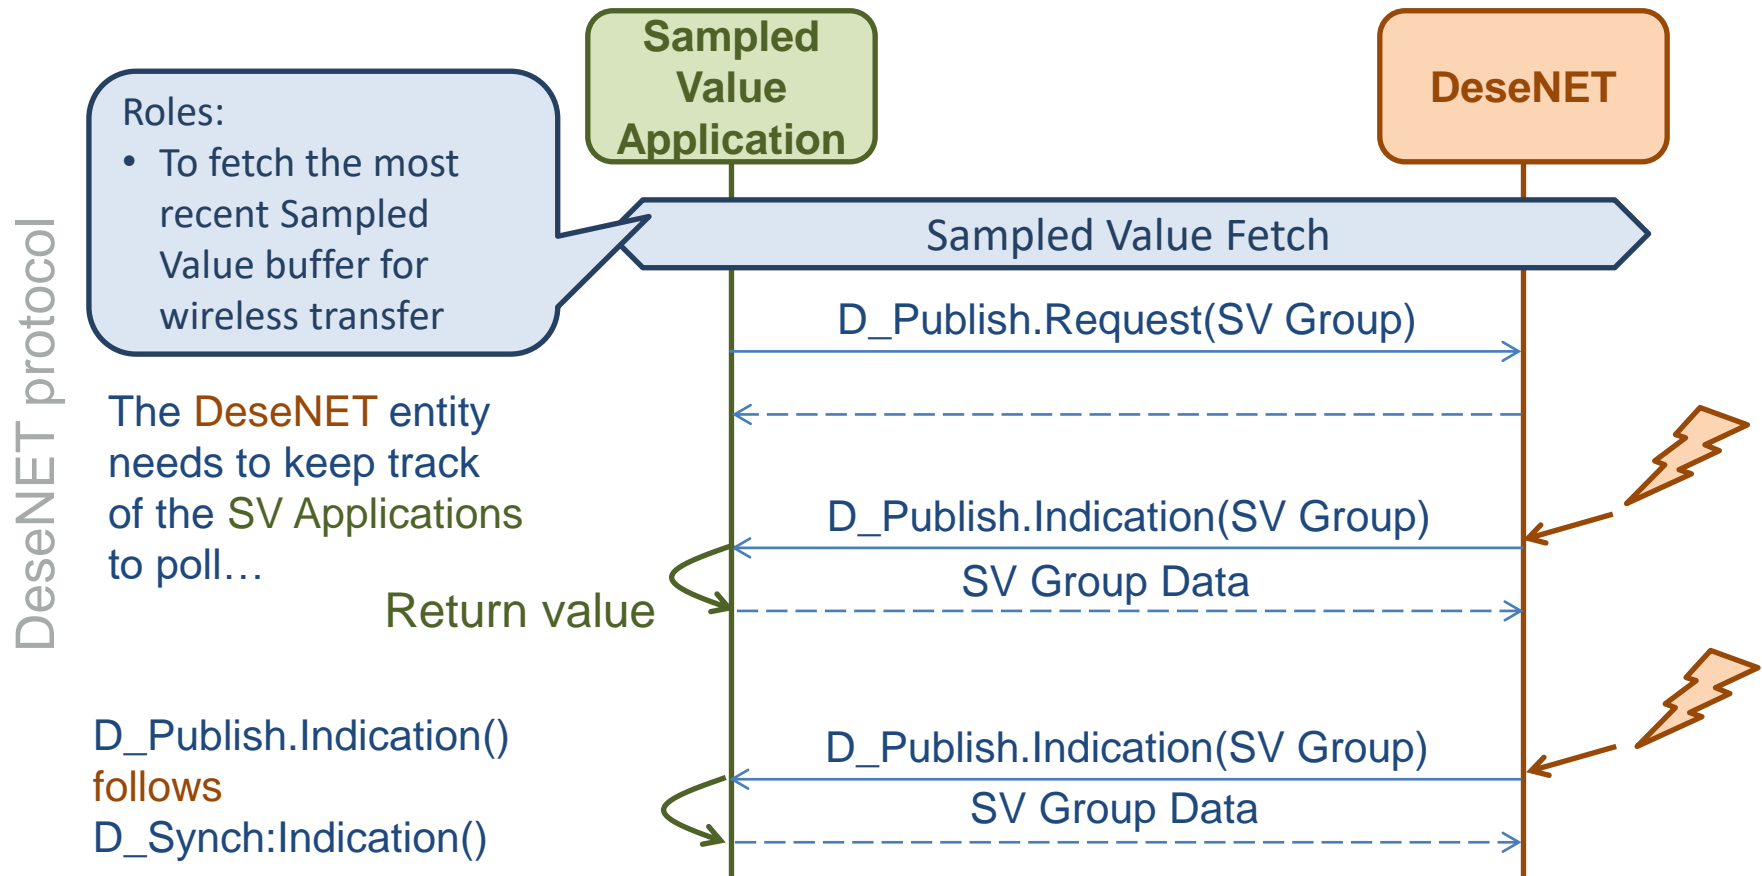 DeseNET protocol
Sampled
Value
Application
DeseNET
Roles:
• To fetch the most
recent Sampled
Value buffer for
wireless transfer
Sampled Value Fetch
D_Publish.Request(SV Group)
The DeseNET entity
needs to keep track
of the SV Applications
to poll…
D_Publish.Indication(SV Group)
SV Group Data
Return value
D_Publish.Indication()
follows
D_Synch:Indication()
D_Publish.Indication(SV Group)
SV Group Data